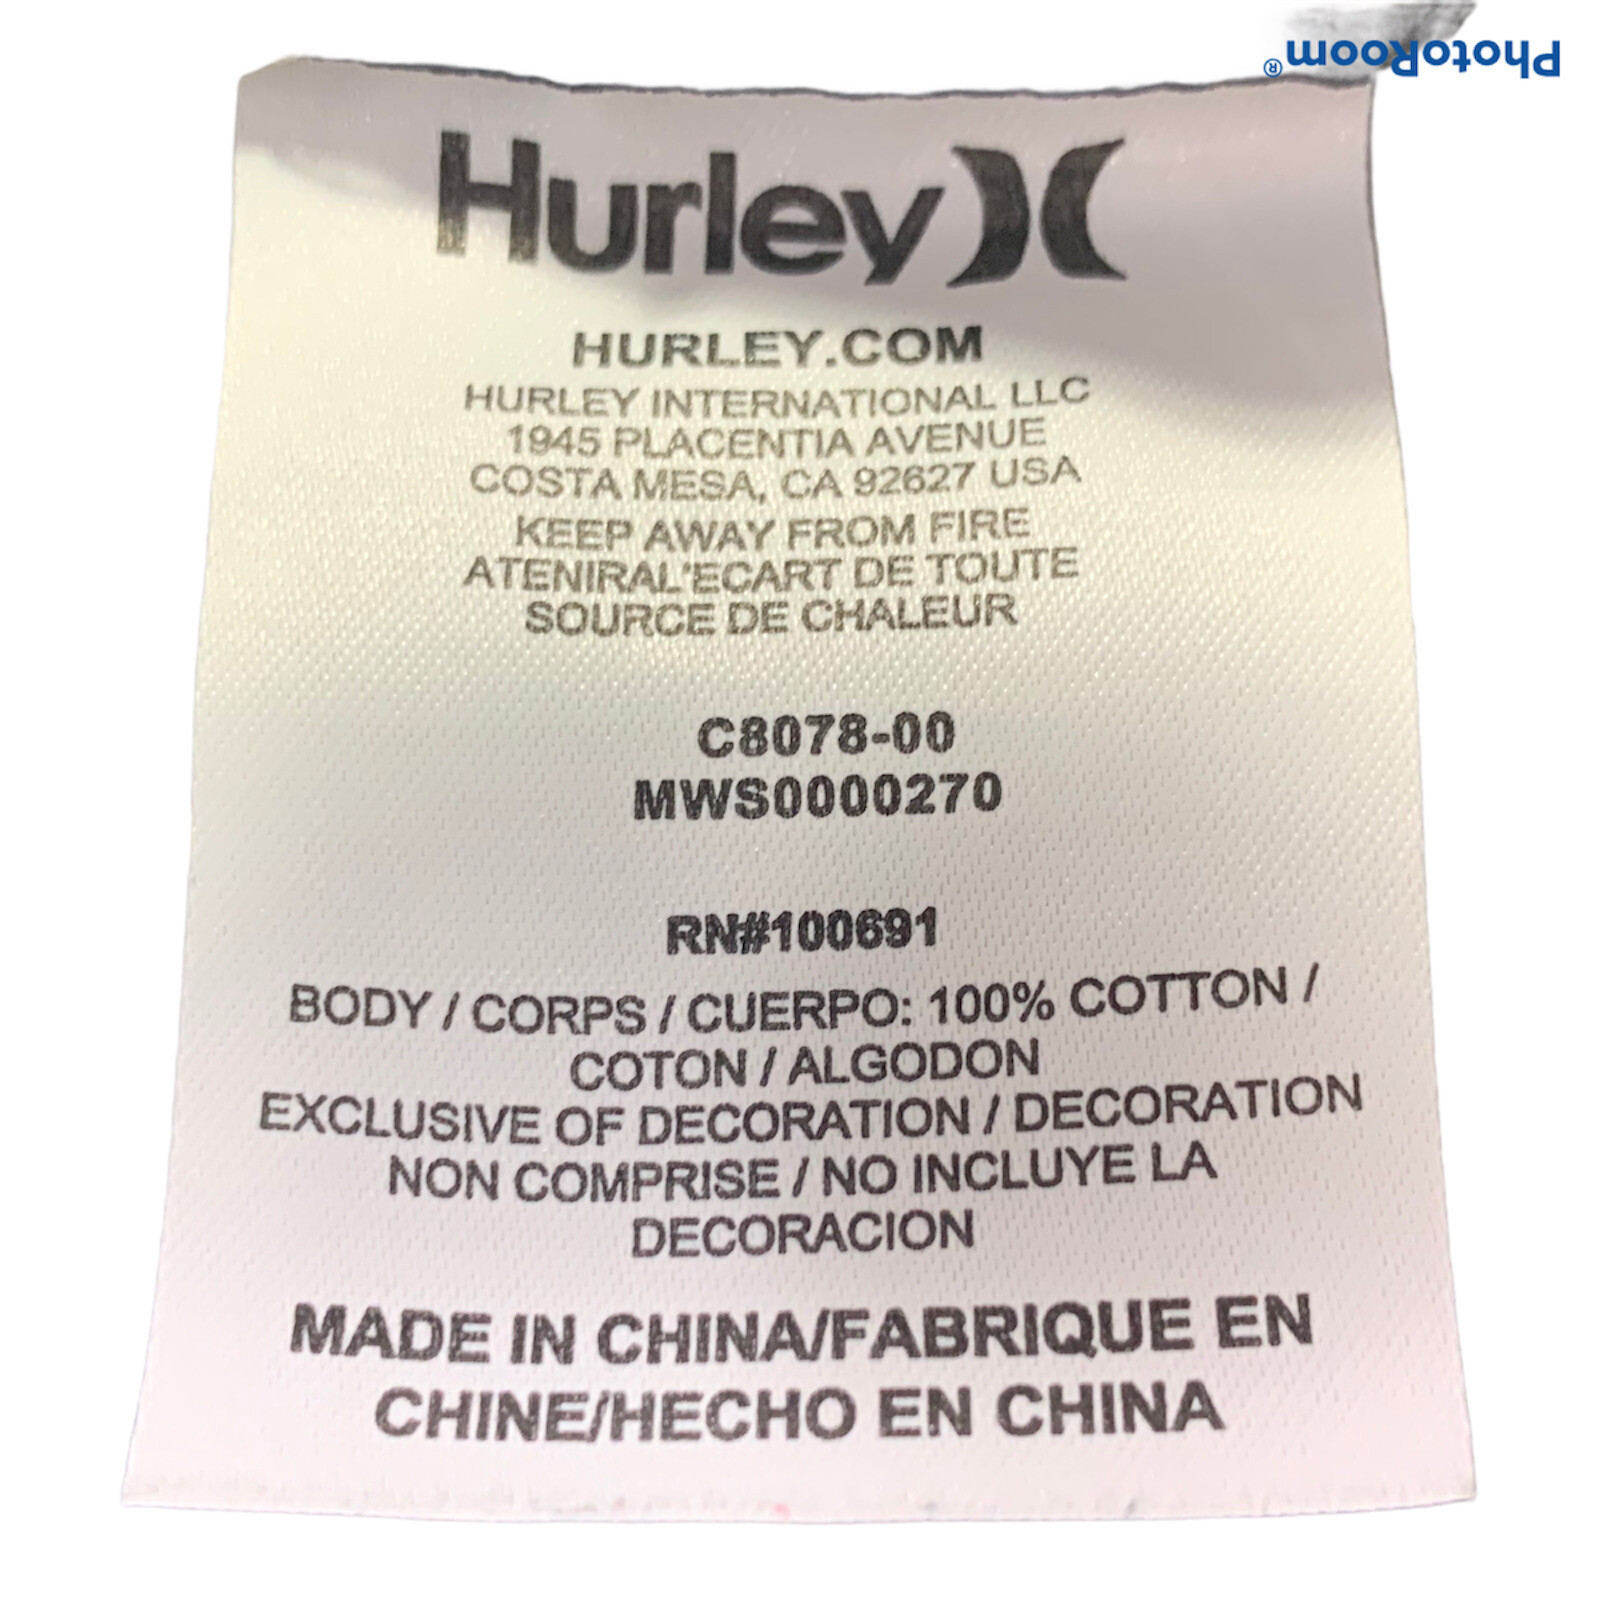 PhotoRoom®
Hurley
HURLEY.COM
HURLEY INTERNATIONAL LLC
1945 PLACENTIA AVENUE
COSTA MESA, CA 92627 USA
KEEP AWAY FROM FIRE
ATENIRAL'ECART DE TOUTE
SOURCE DE CHALEUR
C8078-00
MWS0000270
RN#100691
BODY / CORPS / CUERPO: 100% COTTON /
COTON / ALGODON
EXCLUSIVE OF DECORATION / DECORATION
NON COMPRISE / NO INCLUYE LA
DECORACION
MADE IN CHINA/FABRIQUE EN
CHINE/HECHO EN CHINA